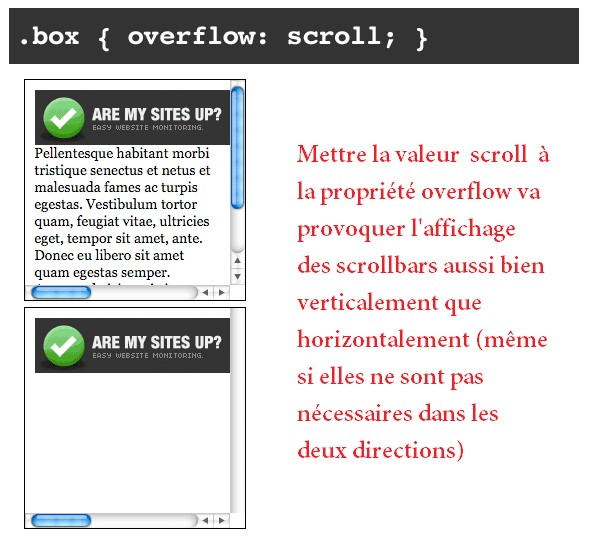 .box { overflow: scroll; }
ARE MY SITES UP?
EASY WEBSITE MONITORING.
Pellentesque habitant morbi
tristique senectus et netus et
malesuada fames ac turpis
egestas. Vestibulum tortor
quam, feugiat vitae, ultricies
eget, tempor sit amet, ante.
Donec eu libero sit amet
quam egestas semper.
ARE MY SITES UP?
EASY WEBSITE MONITORING.
Mettre la valeur scroll à
la propriété overflow va
provoquer l'affichage
des scrollbars aussi bien
verticalement que
horizontalement (même
si elles ne sont pas
nécessaires dans les
deux directions)